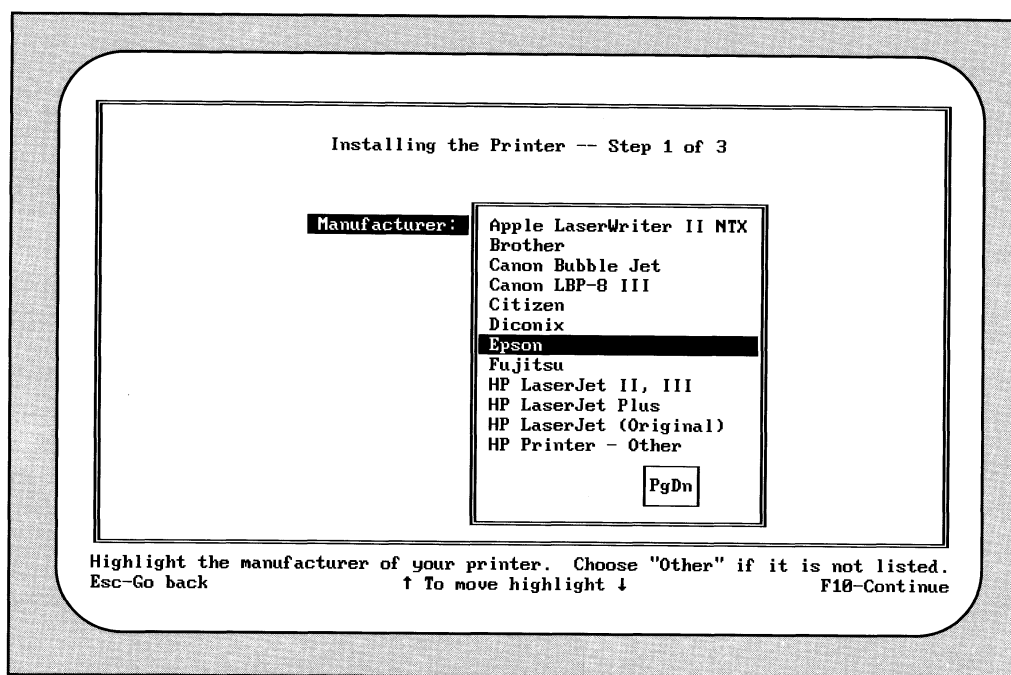 Installing the Printer -- Step 1 of 3
Manufacturer:
Apple LaserWriter II NTX
Brother
Canon Bubble Jet
Canon LBP-8 III
Citizen
Diconix
Epson
Fujitsu
HP LaserJet II, III
HP LaserJet Plus
HP LaserJet (Original)
HP Printer - Other
PgDn
Highlight the manufacturer of your printer. Choose "Other" if it is not listed.
Esc-Go back ↑ To move highlight ↓ F10-Continue